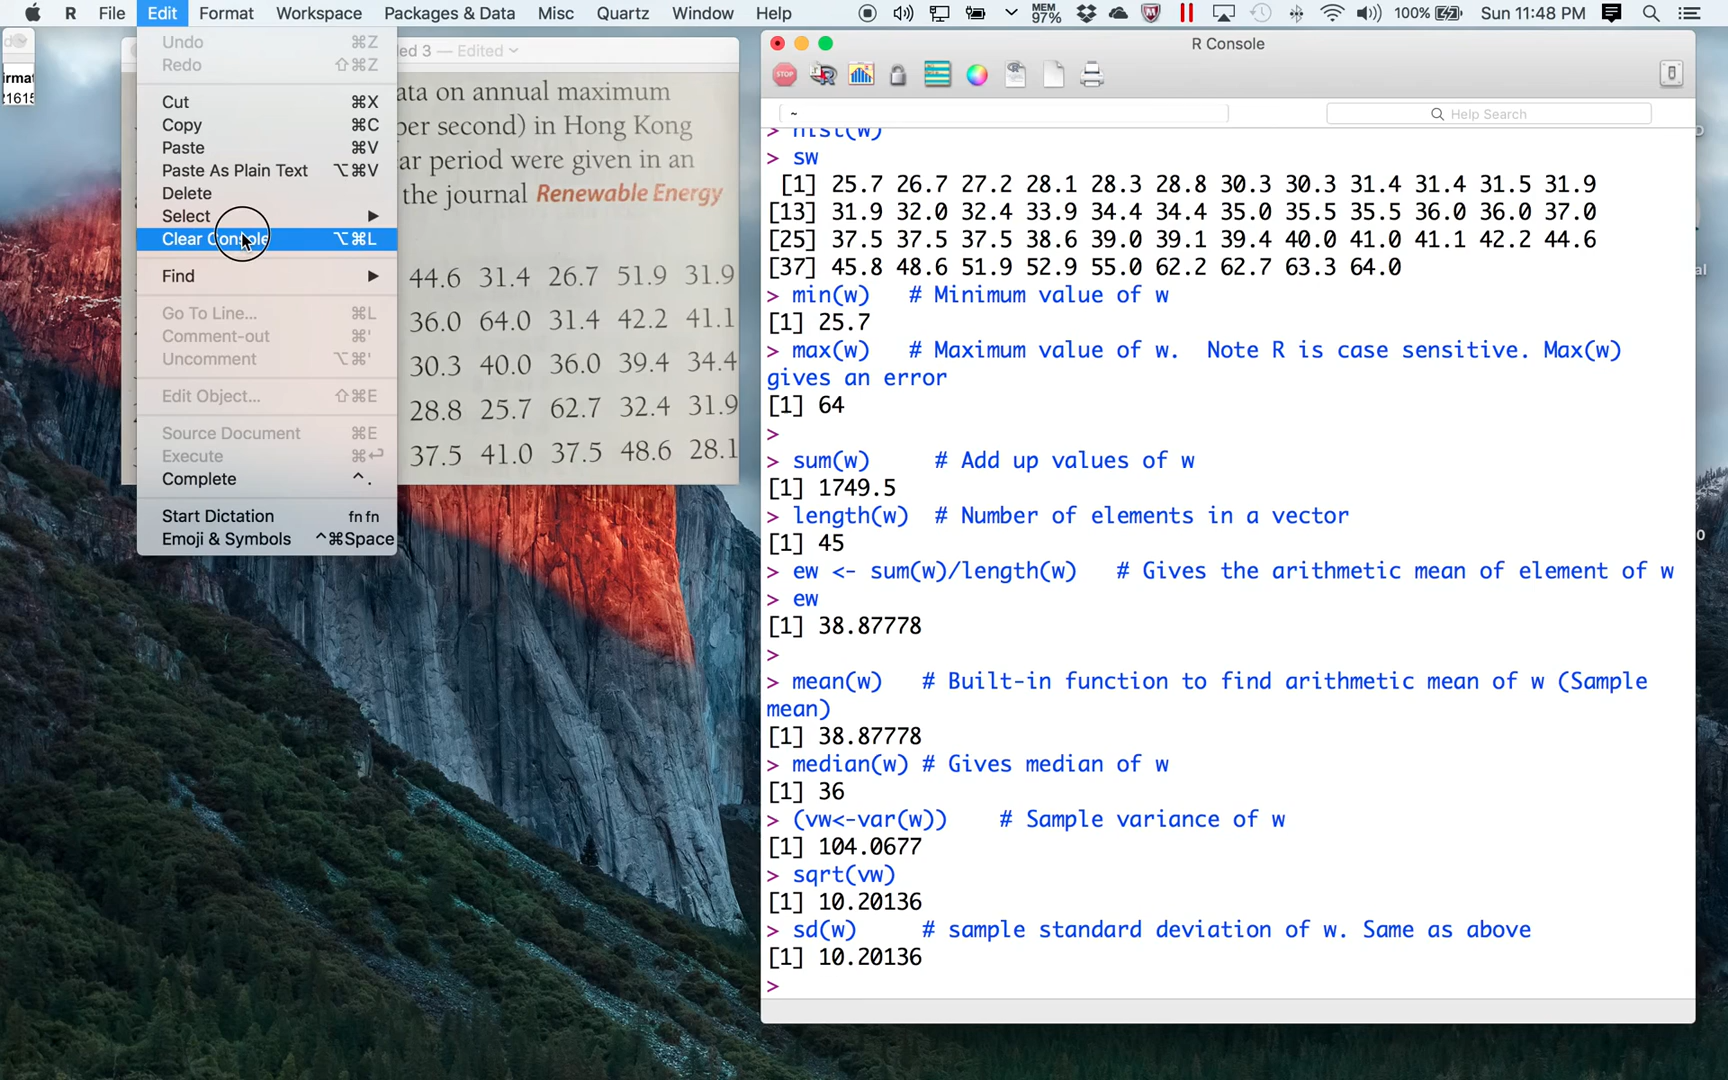 R File Edit Format Workspace Packages & Data Misc Quartz Window Help
MEM 97% 100% Sun 11:48 PM
Undo ⌘Z
Redo ⇧⌘Z
Cut ⌘X
Copy ⌘C
Paste ⌘V
Paste As Plain Text ⌥⌘V
Delete
Select
Clear Console ⌥⌘L
Find
Go To Line... ⌘L
Comment-out ⌘'
Uncomment ⌥⌘'
Edit Object... ⇧⌘E
Source Document ⌘E
Execute ⌘↩
Complete ^.
Start Dictation fn fn
Emoji & Symbols ^⌘Space
ed 3 — Edited
ata on annual maximum
per second) in Hong Kong
ar period were given in an
the journal Renewable Energy
44.6 31.4 26.7 51.9 31.9
36.0 64.0 31.4 42.2 41.1
30.3 40.0 36.0 39.4 34.4
28.8 25.7 62.7 32.4 31.9
37.5 41.0 37.5 48.6 28.1
21615
R Console
STOP
~
Help Search
> hist(w)
> sw
[1] 25.7 26.7 27.2 28.1 28.3 28.8 30.3 30.3 31.4 31.4 31.5 31.9
[13] 31.9 32.0 32.4 33.9 34.4 34.4 35.0 35.5 35.5 36.0 36.0 37.0
[25] 37.5 37.5 37.5 38.6 39.0 39.1 39.4 40.0 41.0 41.1 42.2 44.6
[37] 45.8 48.6 51.9 52.9 55.0 62.2 62.7 63.3 64.0
> min(w) # Minimum value of w
[1] 25.7
> max(w) # Maximum value of w. Note R is case sensitive. Max(w)
gives an error
[1] 64
>
> sum(w) # Add up values of w
[1] 1749.5
> length(w) # Number of elements in a vector
[1] 45
> ew <- sum(w)/length(w) # Gives the arithmetic mean of element of w
> ew
[1] 38.87778
>
> mean(w) # Built-in function to find arithmetic mean of w (Sample
mean)
[1] 38.87778
> median(w) # Gives median of w
[1] 36
> (vw<-var(w)) # Sample variance of w
[1] 104.0677
> sqrt(vw)
[1] 10.20136
> sd(w) # sample standard deviation of w. Same as above
[1] 10.20136
>